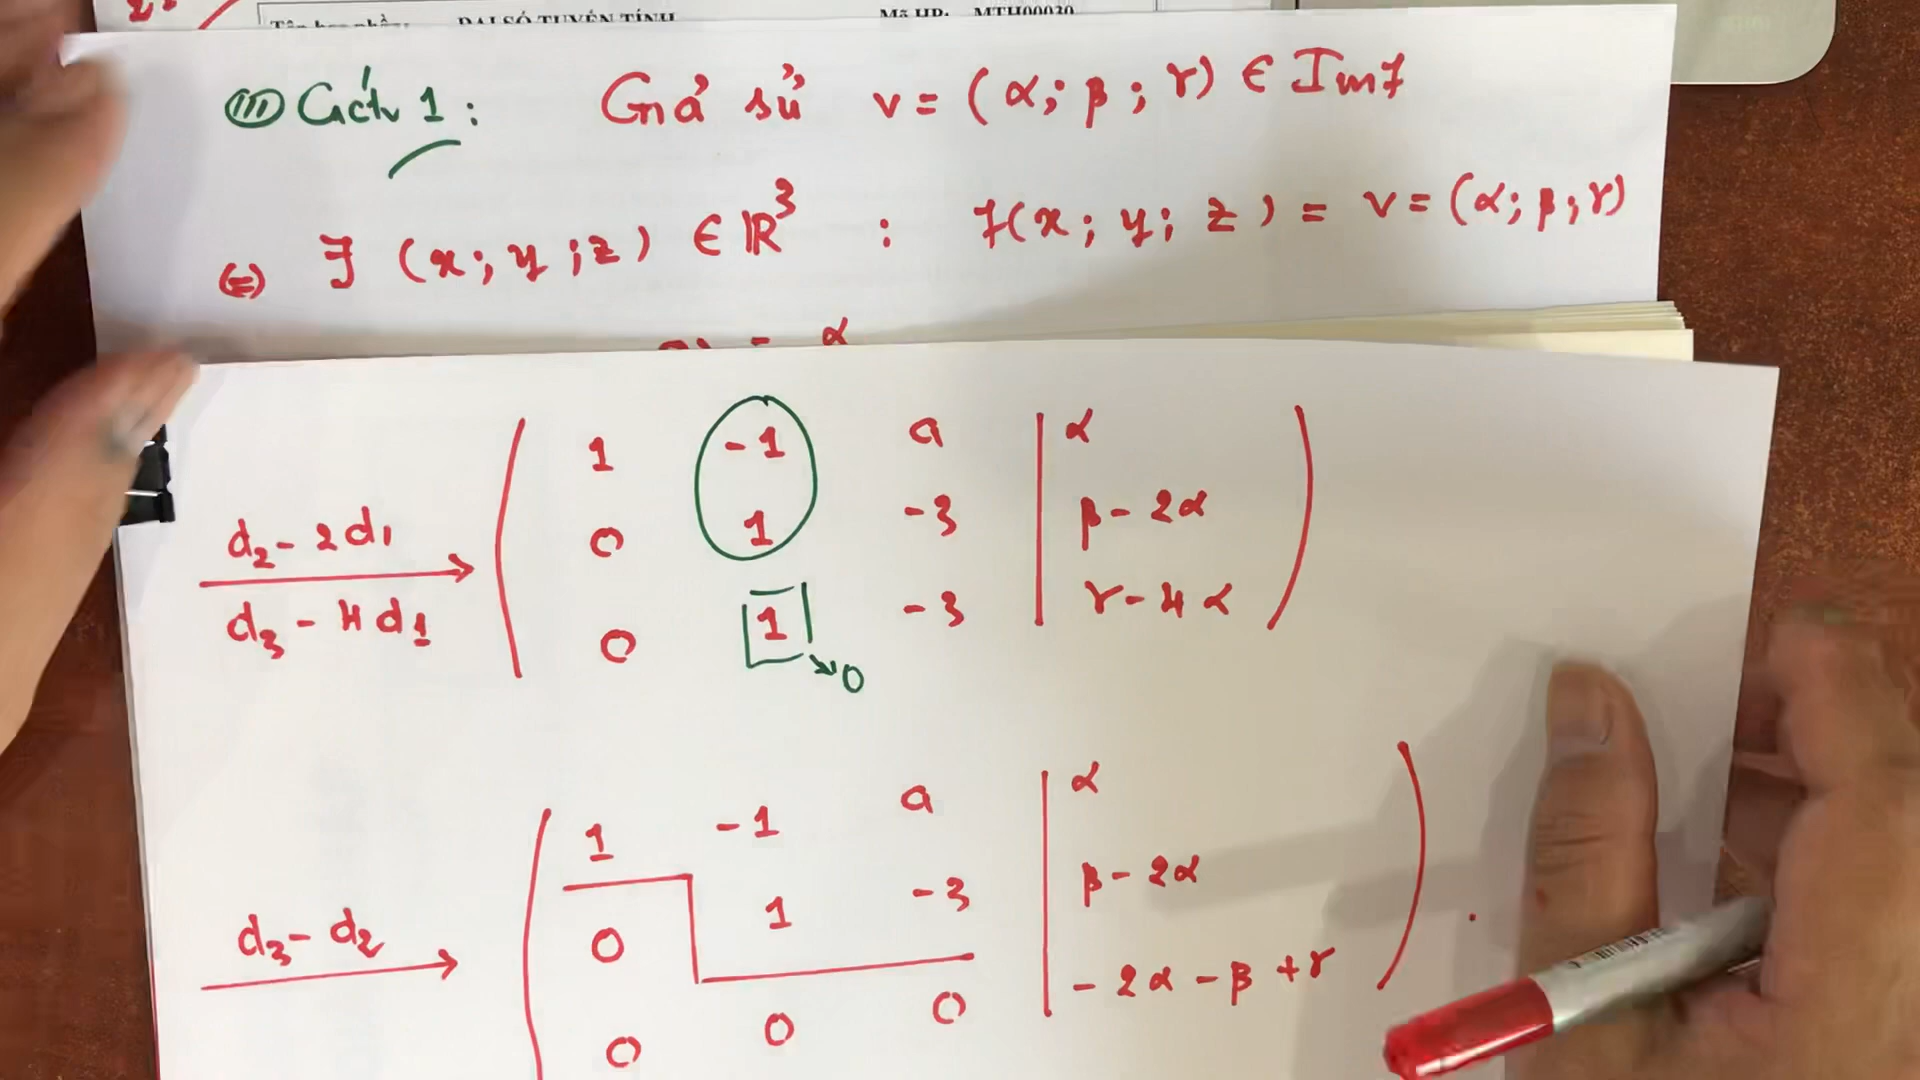 ĐẠI SỐ TUYẾN TÍNH Mã HP: MTH00030
(iii) Cách 1: Giả sử v = (α; β; γ) ∈ Imf
(=) ∃ (x; y; z) ∈ ℝ³ : f(x; y; z) = v = (α; β; γ)
1 -1 a | α
d₂ - 2d₁ 0 1 -3 | β - 2α
d₃ - 4d₁ 0 1 -3 | γ - 4α
→0
1 -1 a | α
d₃ - d₂ 0 1 -3 | β - 2α
0 0 0 | -2α - β + γ